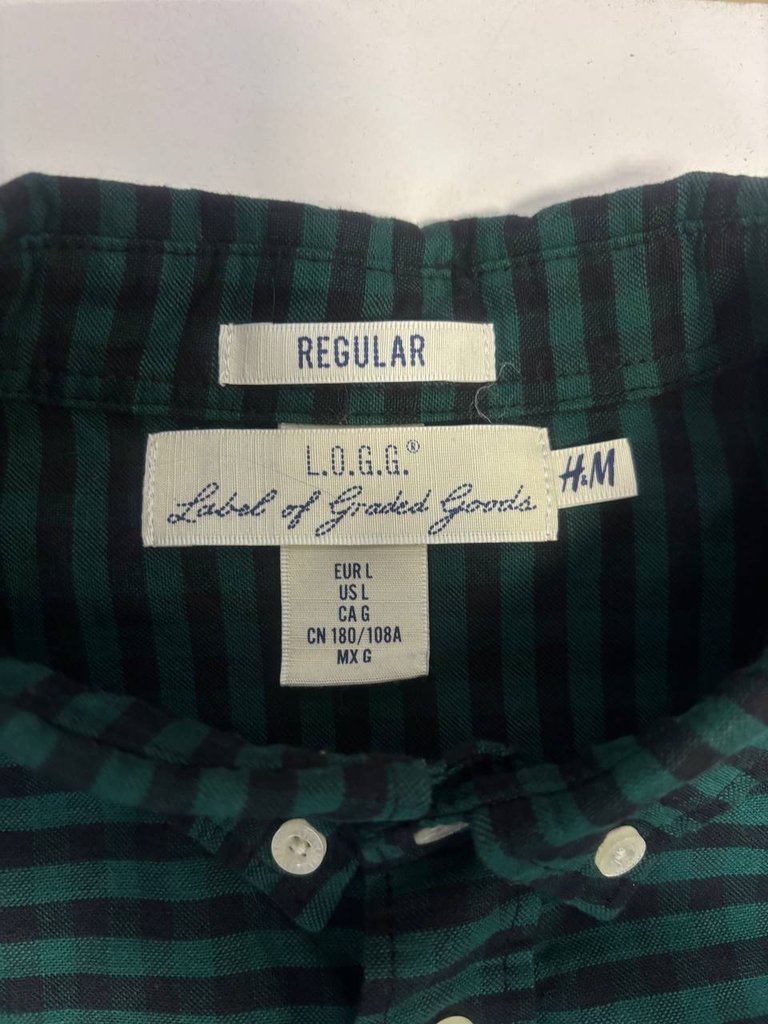 REGULAR
L.O.G.G.®
Label of Graded Goods
H&M
EUR L
US L
CA G
CN 180/108A
MX G